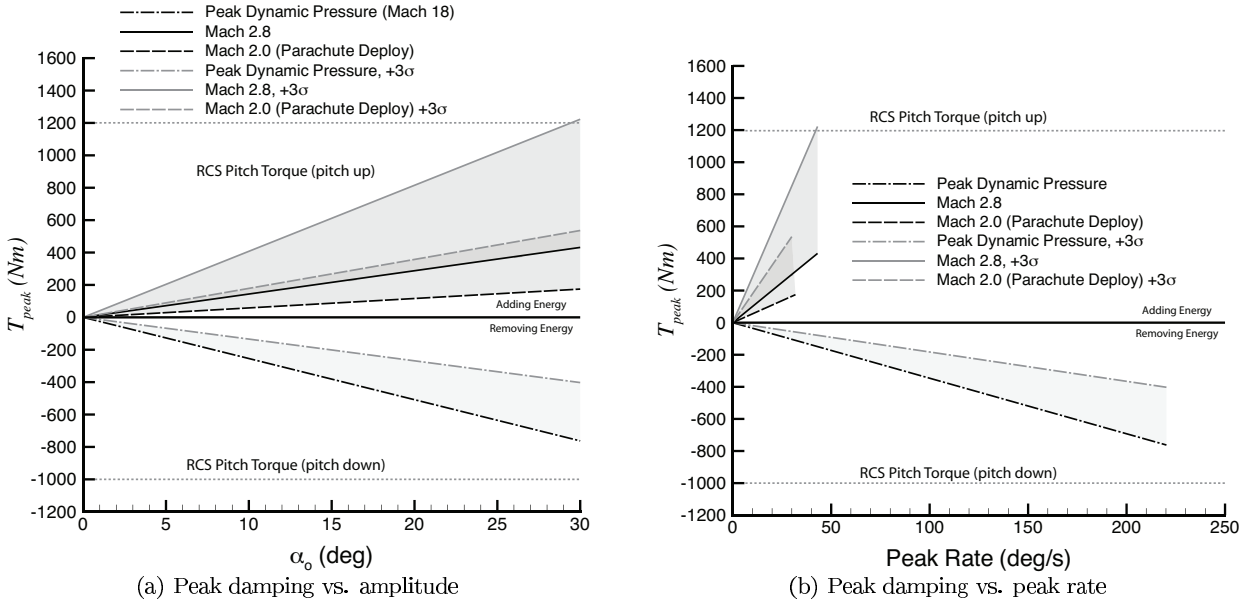 Peak Dynamic Pressure (Mach 18)
Mach 2.8
Mach 2.0 (Parachute Deploy)
Peak Dynamic Pressure, +3σ
Mach 2.8, +3σ
Mach 2.0 (Parachute Deploy) +3σ
1600
1400
1200
1000
800
600
400
200
0
-200
-400
-600
-800
-1000
-1200
T_peak (Nm)
RCS Pitch Torque (pitch up)
Adding Energy
Removing Energy
RCS Pitch Torque (pitch down)
0 5 10 15 20 25 30
α_o (deg)
(a) Peak damping vs. amplitude
1600
1400
1200
1000
800
600
400
200
0
-200
-400
-600
-800
-1000
-1200
T_peak (Nm)
RCS Pitch Torque (pitch up)
Peak Dynamic Pressure
Mach 2.8
Mach 2.0 (Parachute Deploy)
Peak Dynamic Pressure, +3σ
Mach 2.8, +3σ
Mach 2.0 (Parachute Deploy) +3σ
Adding Energy
Removing Energy
RCS Pitch Torque (pitch down)
0 50 100 150 200 250
Peak Rate (deg/s)
(b) Peak damping vs. peak rate